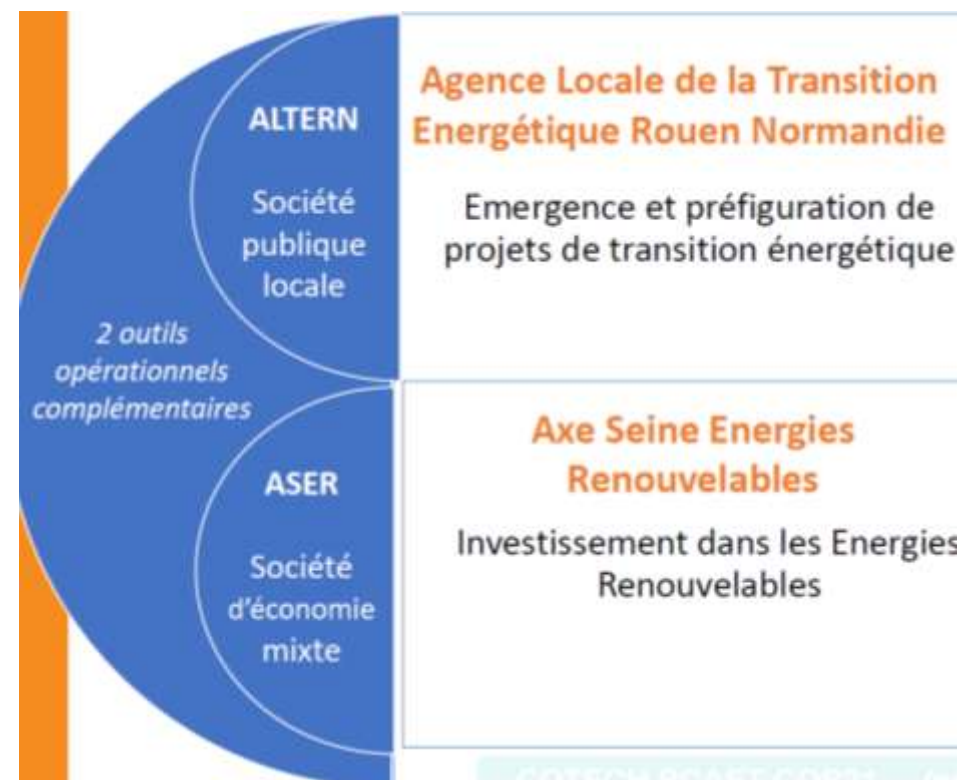 ALTERN
Société
publique
locale
Agence Locale de la Transition
Energétique Rouen Normandie
Emergence et préfiguration de
projets de transition énergétique
2 outils
opérationnels
complémentaires
ASER
Société
d'économie
mixte
Axe Seine Energies
Renouvelables
Investissement dans les Energies
Renouvelables